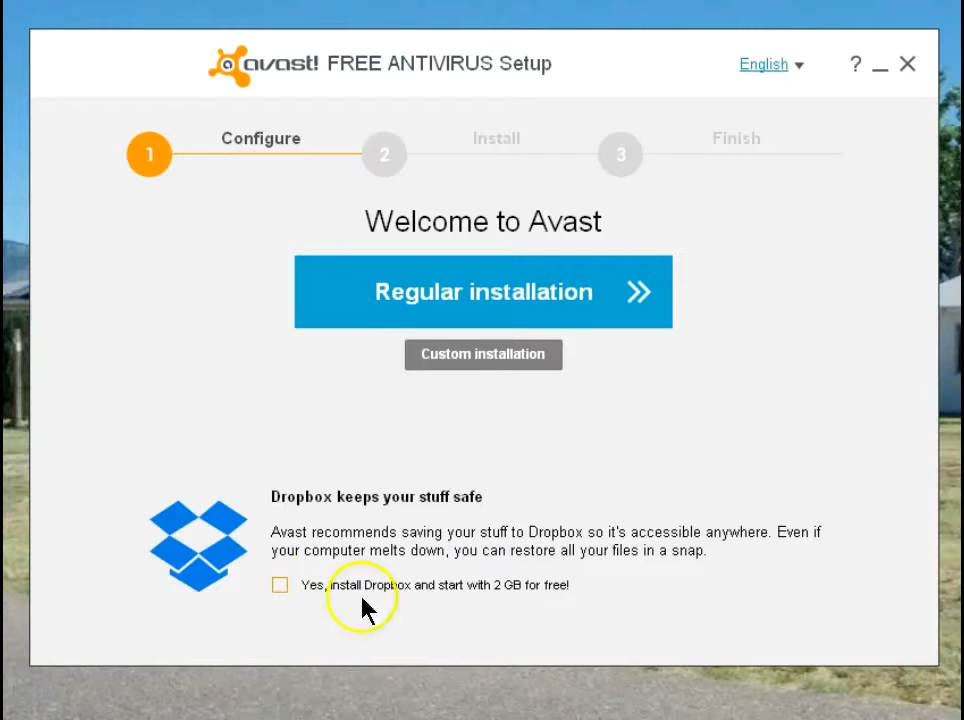 avast! FREE ANTIVIRUS Setup
English
?
1
Configure
2
Install
3
Finish
Welcome to Avast
Regular installation
Custom installation
Dropbox keeps your stuff safe
Avast recommends saving your stuff to Dropbox so it's accessible anywhere. Even if
your computer melts down, you can restore all your files in a snap.
Yes, install Dropbox and start with 2 GB for free!